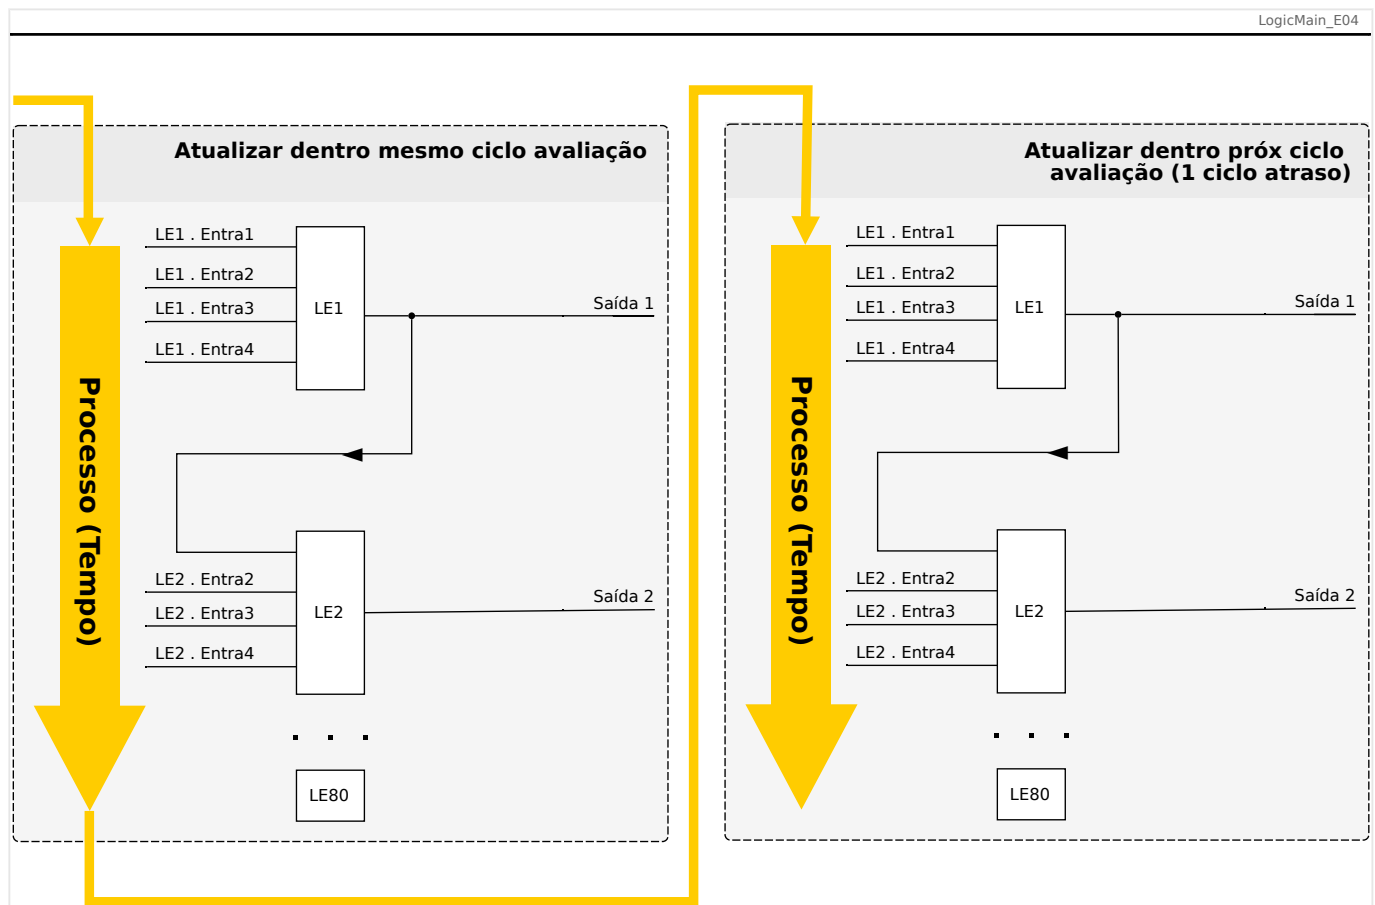 LogicMain_E04
Atualizar dentro mesmo ciclo avaliação
LE1 . Entra1
LE1 . Entra2
LE1 . Entra3
LE1 . Entra4
LE1
Saída 1
Processo (Tempo)
LE2 . Entra2
LE2 . Entra3
LE2 . Entra4
LE2
Saída 2
. . .
LE80
Atualizar dentro próx ciclo
avaliação (1 ciclo atraso)
LE1 . Entra1
LE1 . Entra2
LE1 . Entra3
LE1 . Entra4
LE1
Saída 1
Processo (Tempo)
LE2 . Entra2
LE2 . Entra3
LE2 . Entra4
LE2
Saída 2
. . .
LE80